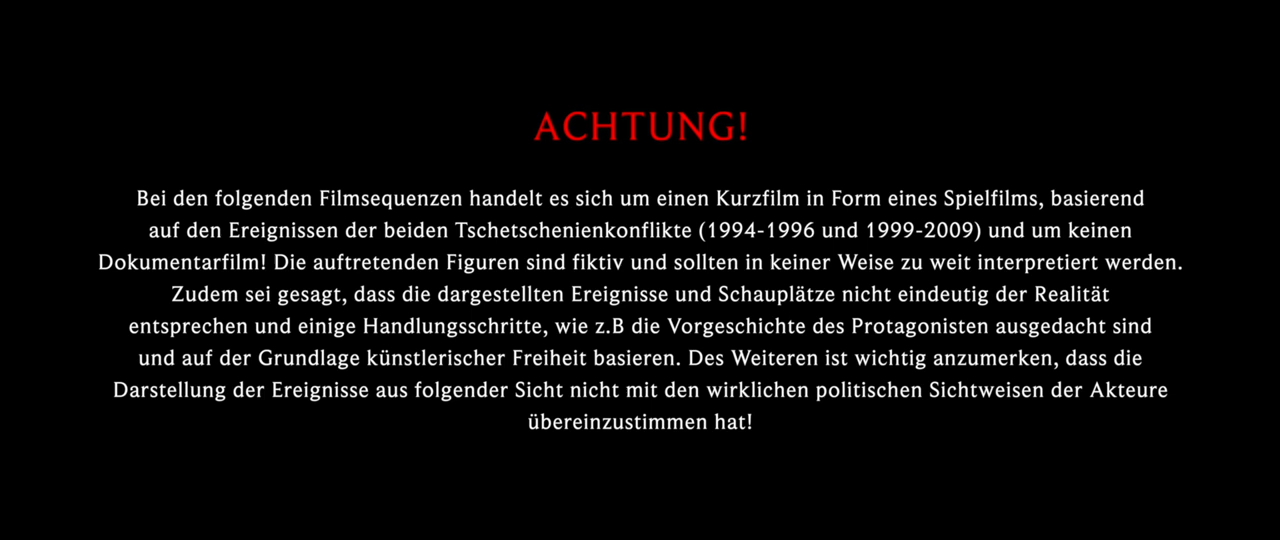 ACHTUNG!
Bei den folgenden Filmsequenzen handelt es sich um einen Kurzfilm in Form eines Spielfilms, basierend
auf den Ereignissen der beiden Tschetschenienkonflikte (1994-1996 und 1999-2009) und um keinen
Dokumentarfilm! Die auftretenden Figuren sind fiktiv und sollten in keiner Weise zu weit interpretiert werden.
Zudem sei gesagt, dass die dargestellten Ereignisse und Schauplätze nicht eindeutig der Realität
entsprechen und einige Handlungsschritte, wie z.B die Vorgeschichte des Protagonisten ausgedacht sind
und auf der Grundlage künstlerischer Freiheit basieren. Des Weiteren ist wichtig anzumerken, dass die
Darstellung der Ereignisse aus folgender Sicht nicht mit den wirklichen politischen Sichtweisen der Akteure
übereinzustimmen hat!